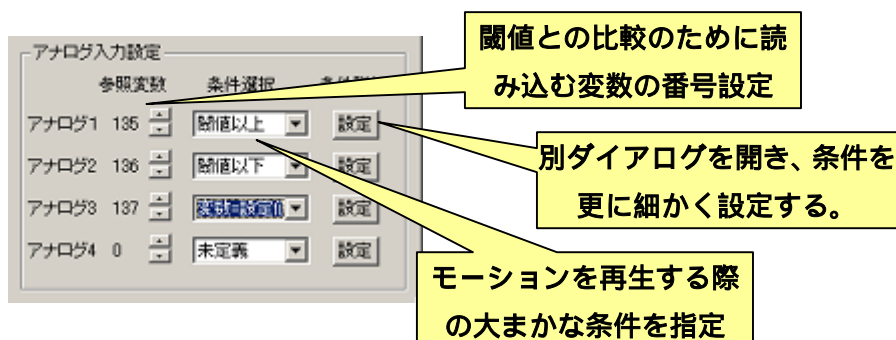 閾値との比較のために読
み込む変数の番号設定
アナログ入力設定
参照変数 条件選択
アナログ1 135 閾値以上 設定
アナログ2 136 閾値以下 設定
アナログ3 137 設定
アナログ4 0 未定義 設定
別ダイアログを開き、条件を
更に細かく設定する。
モーションを再生する際
の大まかな条件を指定